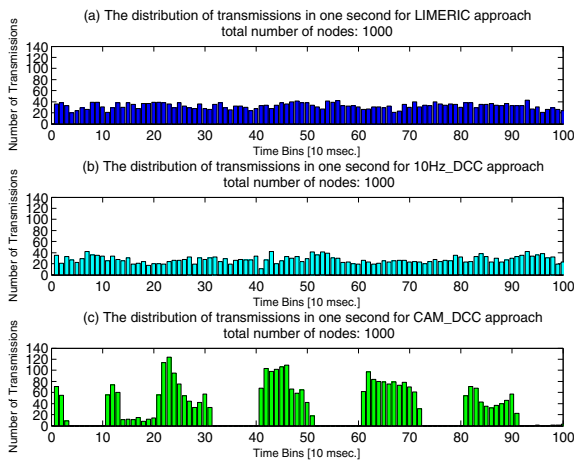 (a) The distribution of transmissions in one second for LIMERIC approach
total number of nodes: 1000
Number of Transmissions
140
120
100
80
60
40
20
0
0 10 20 30 40 50 60 70 80 90 100
Time Bins [10 msec.]
(b) The distribution of transmissions in one second for 10Hz_DCC approach
total number of nodes: 1000
Number of Transmissions
140
120
100
80
60
40
20
0
0 10 20 30 40 50 60 70 80 90 100
Time Bins [10 msec.]
(c) The distribution of transmissions in one second for CAM_DCC approach
total number of nodes: 1000
Number of Transmissions
140
120
100
80
60
40
20
0
0 10 20 30 40 50 60 70 80 90 100
Time Bins [10 msec.]